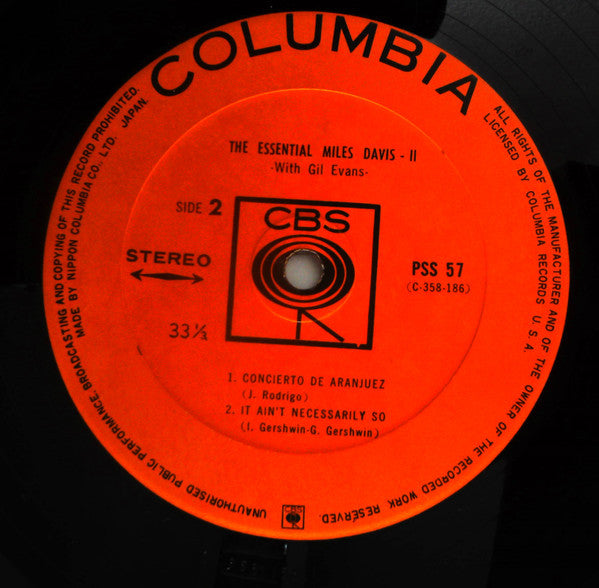 COLUMBIA
THE ESSENTIAL MILES DAVIS - II
-With Gil Evans-
SIDE 2
CBS
STEREO
PSS 57
(C-358-186)
33⅓
1. CONCIERTO DE ARANJUEZ
(J. Rodrigo)
2. IT AIN'T NECESSARILY SO
(I. Gershwin-G. Gershwin)
ALL RIGHTS OF THE MANUFACTURER AND OF THE OWNER OF THE RECORDED WORK RESERVED.
LICENSED BY COLUMBIA RECORDS U. S. A.
CBS
UNAUTHORISED PUBLIC PERFORMANCE, BROADCASTING AND COPYING OF THIS RECORD PROHIBITED.
MADE BY NIPPON COLUMBIA CO., LTD. JAPAN.